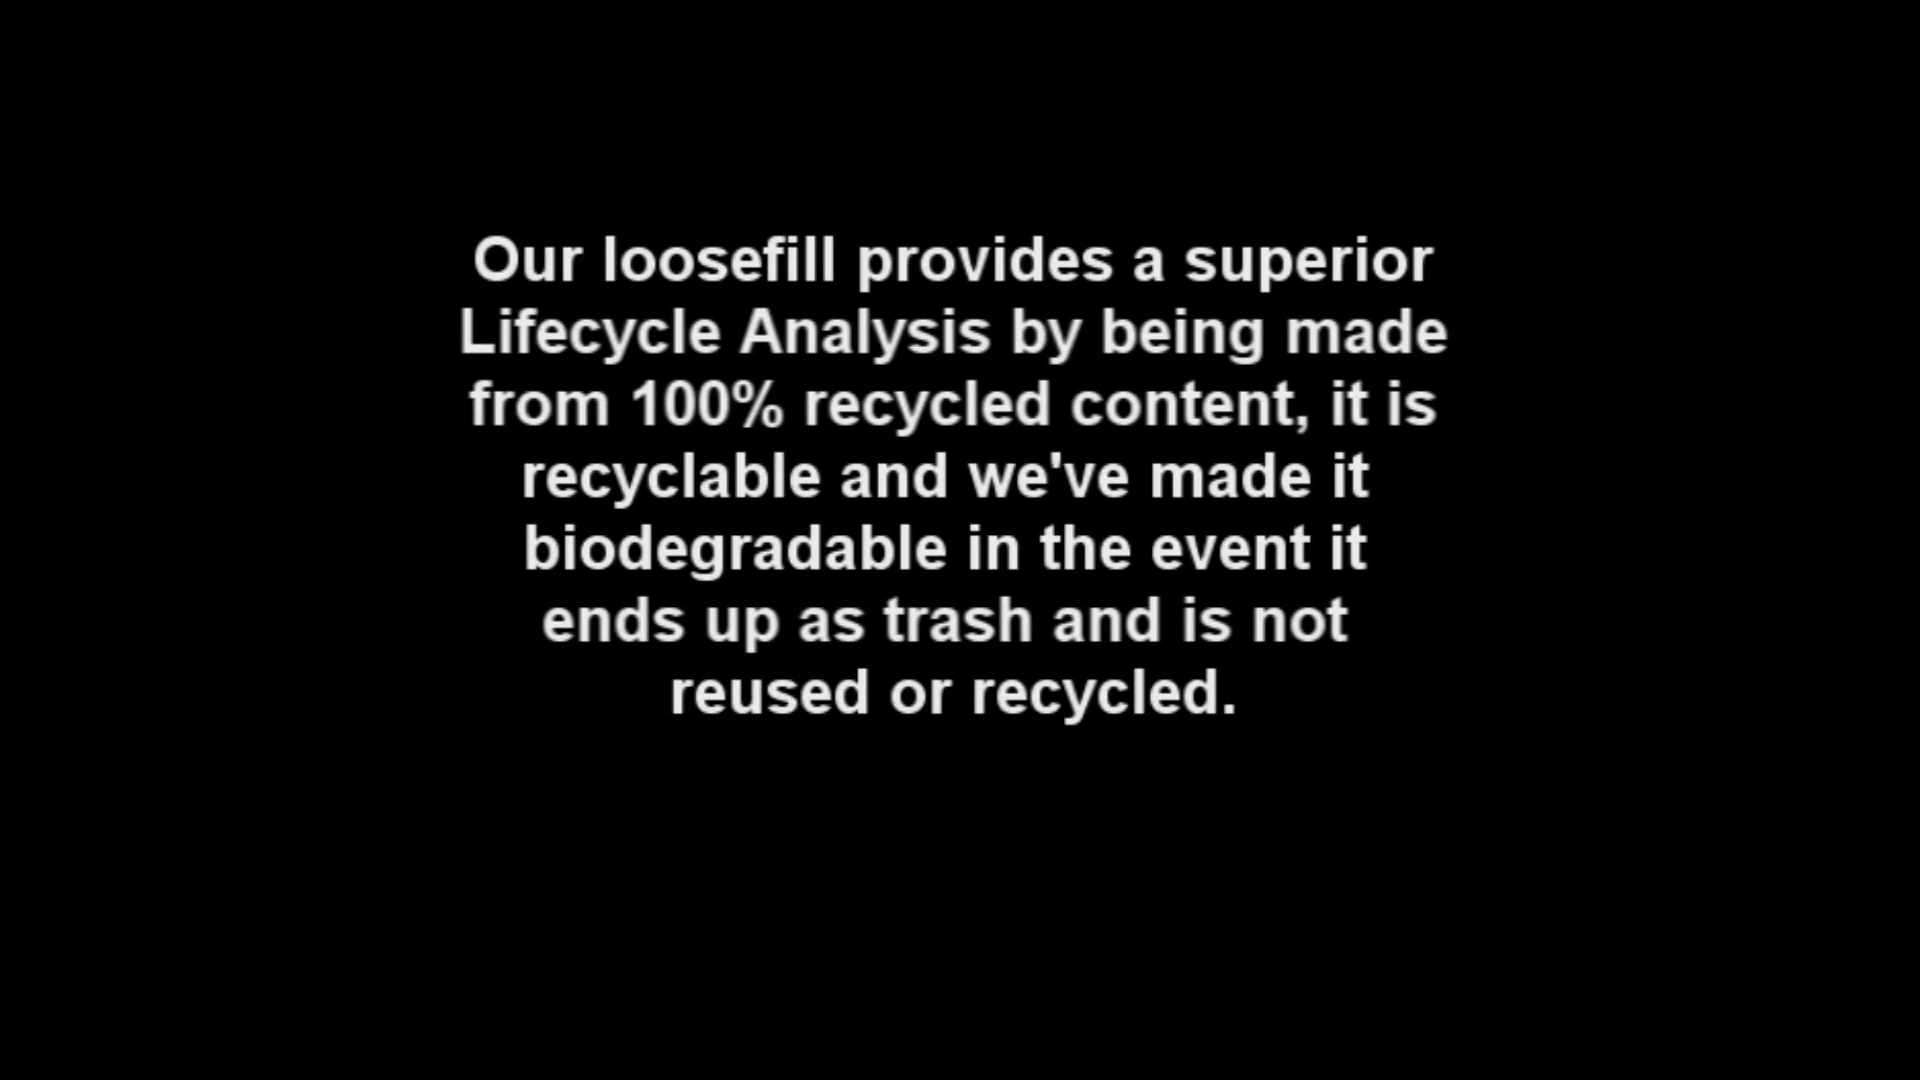 Our loosefill provides a superior
Lifecycle Analysis by being made
from 100% recycled content, it is
recyclable and we've made it
biodegradable in the event it
ends up as trash and is not
reused or recycled.